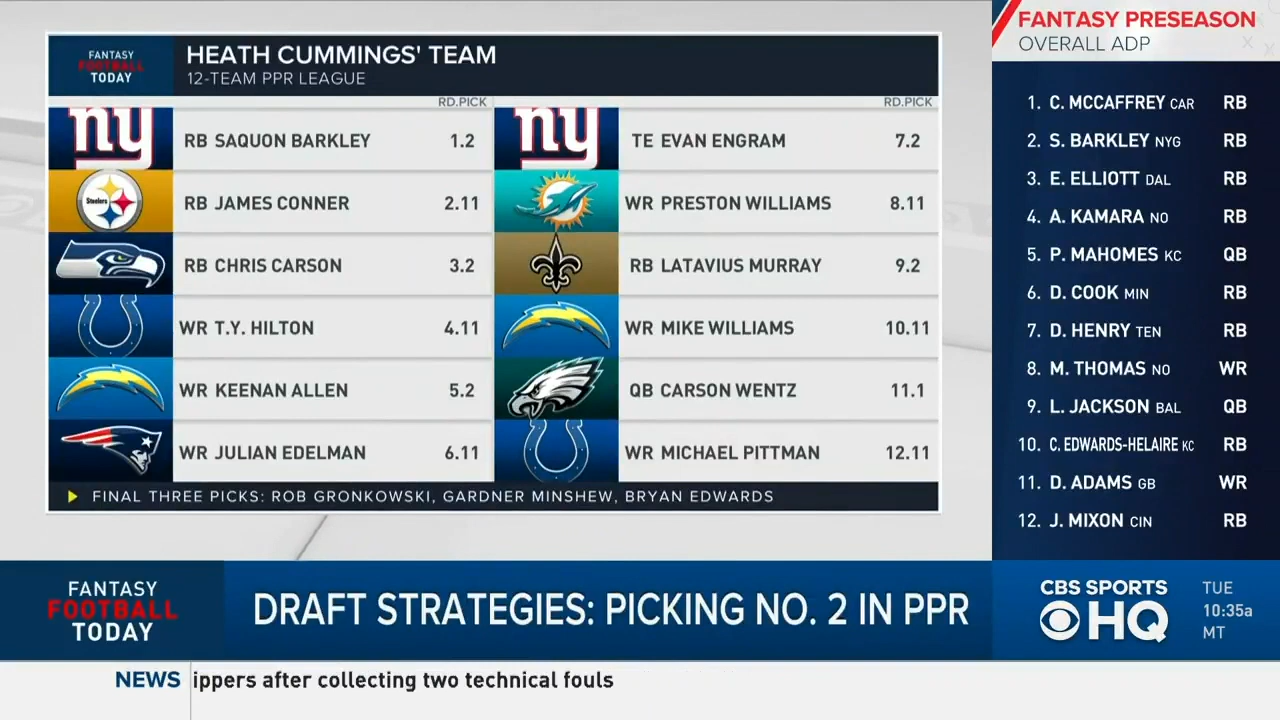 FANTASY
FOOTBALL
TODAY
HEATH CUMMINGS' TEAM
12-TEAM PPR LEAGUE
RD.PICK
RD.PICK
ny RB SAQUON BARKLEY 1.2
Steelers RB JAMES CONNER 2.11
RB CHRIS CARSON 3.2
WR T.Y. HILTON 4.11
WR KEENAN ALLEN 5.2
WR JULIAN EDELMAN 6.11
ny TE EVAN ENGRAM 7.2
WR PRESTON WILLIAMS 8.11
RB LATAVIUS MURRAY 9.2
WR MIKE WILLIAMS 10.11
QB CARSON WENTZ 11.1
WR MICHAEL PITTMAN 12.11
FINAL THREE PICKS: ROB GRONKOWSKI, GARDNER MINSHEW, BRYAN EDWARDS
FANTASY PRESEASON
OVERALL ADP
1. C. MCCAFFREY CAR RB
2. S. BARKLEY NYG RB
3. E. ELLIOTT DAL RB
4. A. KAMARA NO RB
5. P. MAHOMES KC QB
6. D. COOK MIN RB
7. D. HENRY TEN RB
8. M. THOMAS NO WR
9. L. JACKSON BAL QB
10. C. EDWARDS-HELAIRE KC RB
11. D. ADAMS GB WR
12. J. MIXON CIN RB
FANTASY
FOOTBALL
TODAY
DRAFT STRATEGIES: PICKING NO. 2 IN PPR
CBS SPORTS
HQ
TUE
10:35a
MT
NEWS ippers after collecting two technical fouls